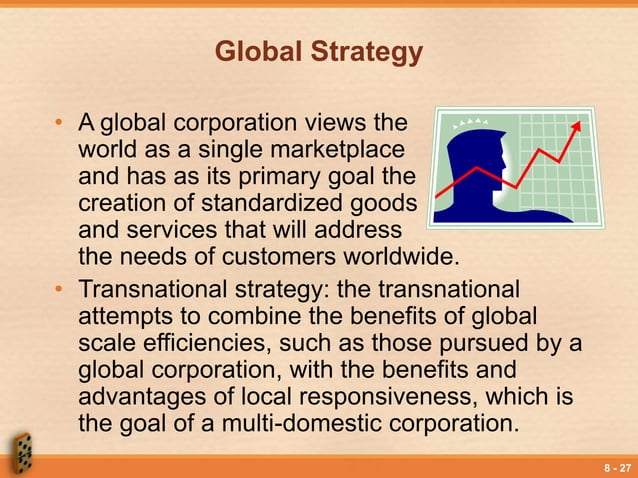 Global Strategy
• A global corporation views the
world as a single marketplace
and has as its primary goal the
creation of standardized goods
and services that will address
the needs of customers worldwide.
• Transnational strategy: the transnational
attempts to combine the benefits of global
scale efficiencies, such as those pursued by a
global corporation, with the benefits and
advantages of local responsiveness, which is
the goal of a multi-domestic corporation.
8 - 27